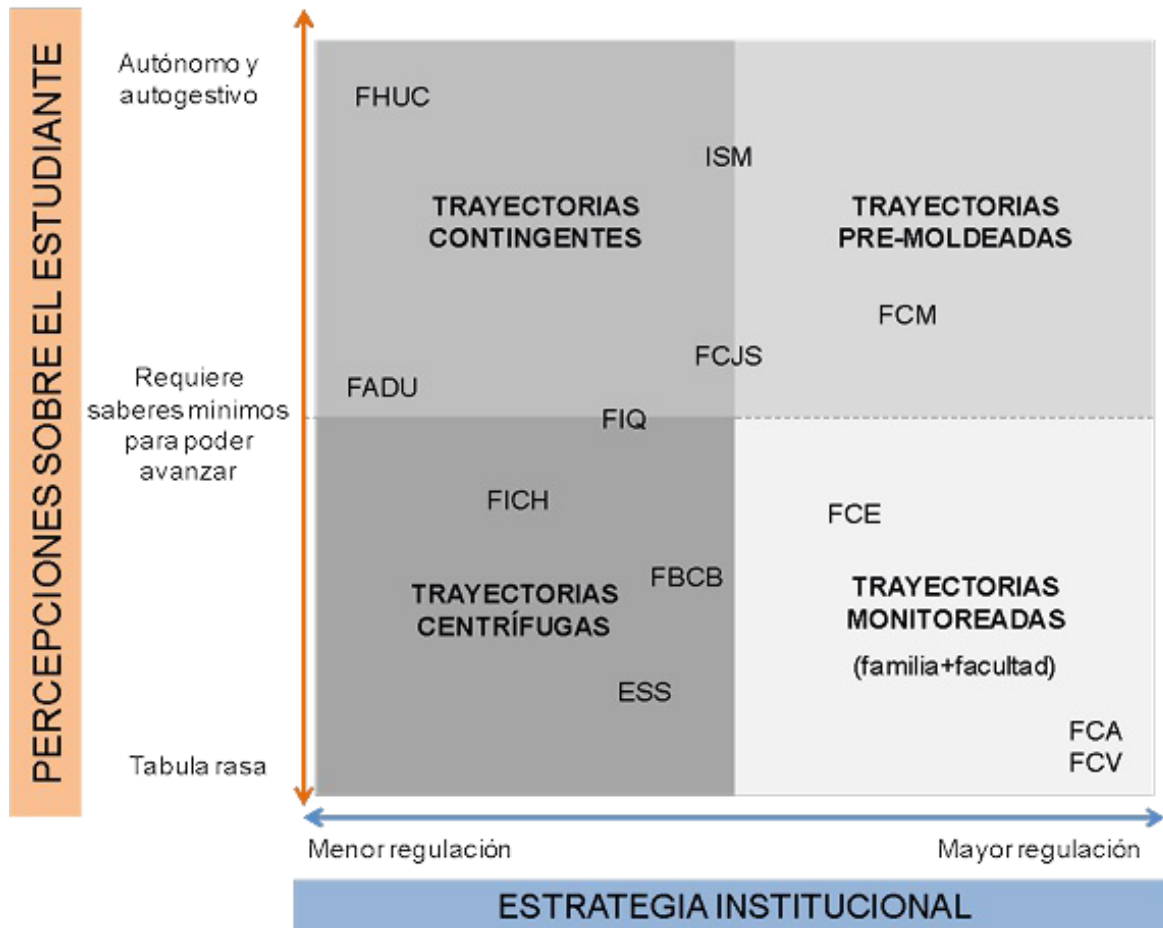 PERCEPCIONES SOBRE EL ESTUDIANTE
Autónomo y
autogestivo
Requiere
saberes mínimos
para poder
avanzar
Tabula rasa
FHUC
ISM
TRAYECTORIAS
CONTINGENTES
TRAYECTORIAS
PRE-MOLDEADAS
FCM
FCJS
FADU
FIQ
FICH
FCE
FBCB
TRAYECTORIAS
CENTRÍFUGAS
TRAYECTORIAS
MONITOREADAS
(familia+facultad)
ESS
FCA
FCV
Menor regulación
Mayor regulación
ESTRATEGIA INSTITUCIONAL